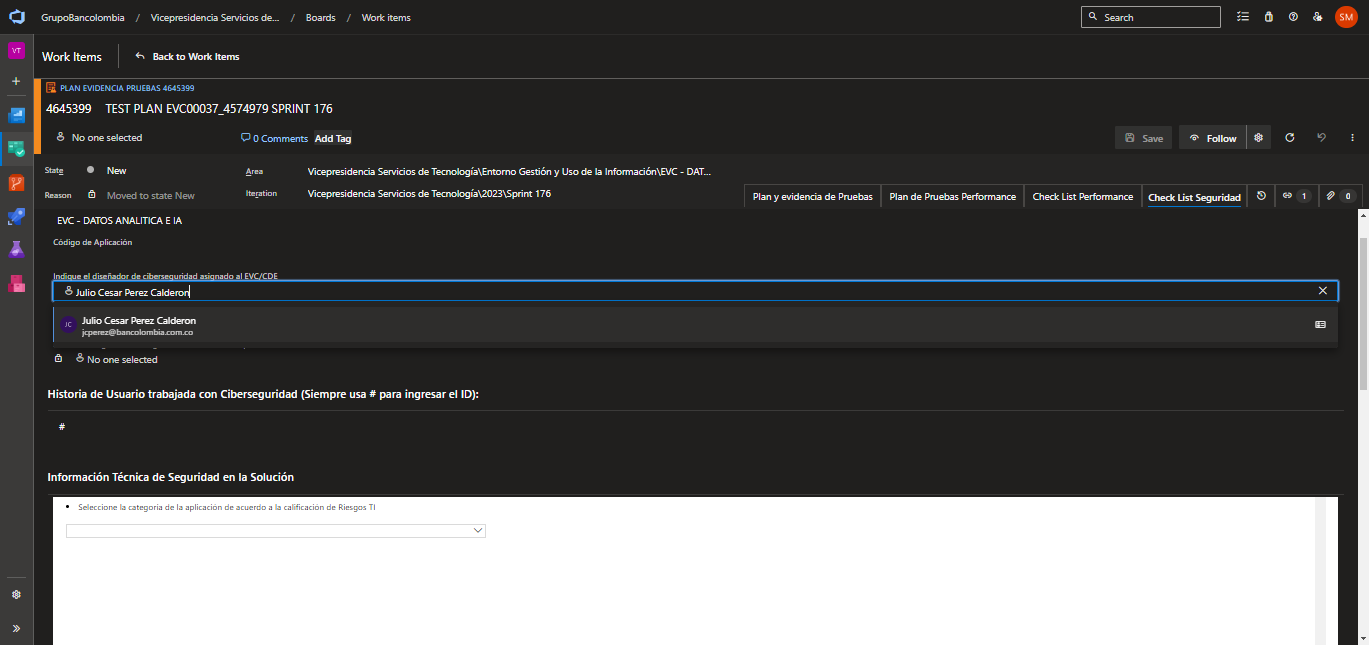 GrupoBancolombia / Vicepresidencia Servicios de... / Boards / Work items
Search
SM
VT
Work Items
Back to Work Items
PLAN EVIDENCIA PRUEBAS 4645399
4645399 TEST PLAN EVC00037_4574979 SPRINT 176
No one selected
0 Comments
Add Tag
Save
Follow
State
New
Area
Vicepresidencia Servicios de Tecnología\Entorno Gestión y Uso de la Información\EVC - DAT...
Reason
Moved to state New
Iteration
Vicepresidencia Servicios de Tecnología\2023\Sprint 176
Plan y evidencia de Pruebas
Plan de Pruebas Performance
Check List Performance
Check List Seguridad
1
0
EVC - DATOS ANALITICA E IA
Código de Aplicación
Indique el diseñador de ciberseguridad asignado al EVC/CDE
Julio Cesar Perez Calderon
JC
Julio Cesar Perez Calderon
jcperez@bancolombia.com.co
No one selected
Historia de Usuario trabajada con Ciberseguridad (Siempre usa # para ingresar el ID):
#
Información Técnica de Seguridad en la Solución
• Seleccione la categoria de la aplicación de acuerdo a la calificación de Riesgos TI